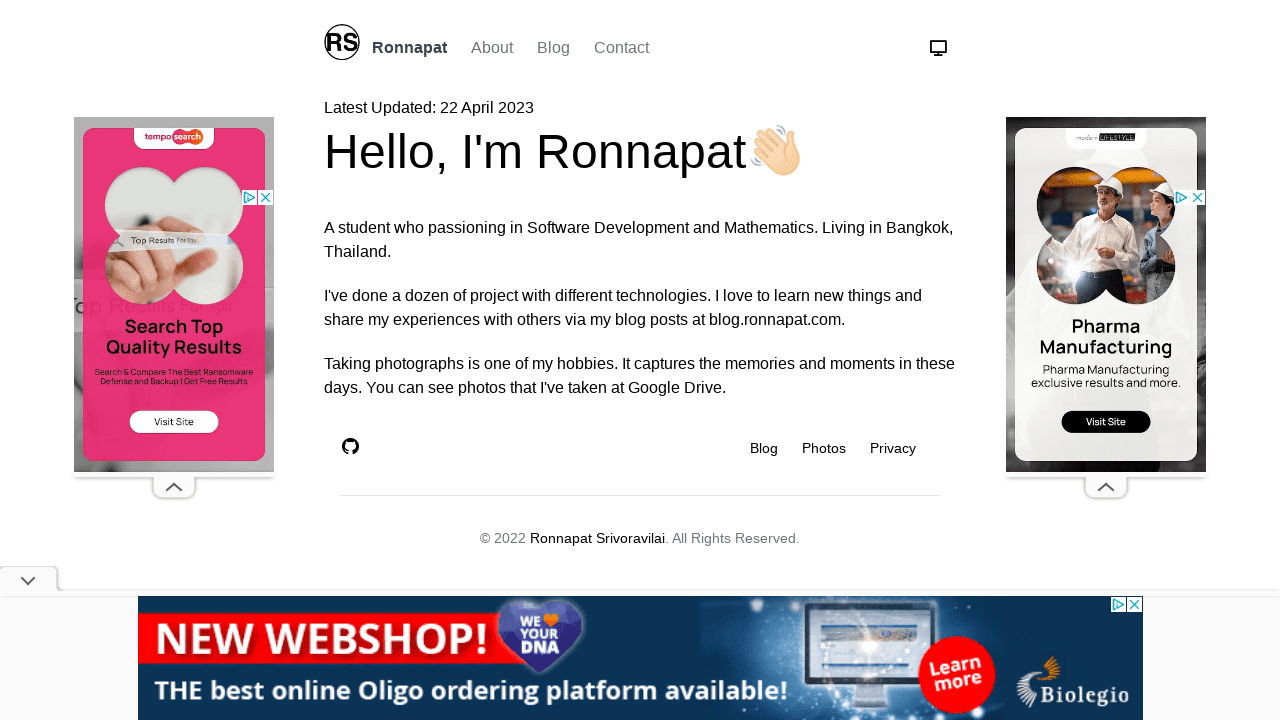 RS
Ronnapat About Blog Contact
Latest Updated: 22 April 2023
Hello, I'm Ronnapat👋🏻
A student who passioning in Software Development and Mathematics. Living in Bangkok,
Thailand.
I've done a dozen of project with different technologies. I love to learn new things and
share my experiences with others via my blog posts at blog.ronnapat.com.
Taking photographs is one of my hobbies. It captures the memories and moments in these
days. You can see photos that I've taken at Google Drive.
Blog Photos Privacy
© 2022 Ronnapat Srivoravilai. All Rights Reserved.
temposearch
Top Results For You
Top Results For You
Search Top
Quality Results
Search & Compare The Best Ransomware
Defense and Backup | Get Free Results
Visit Site
modern LIFESTYLE
Pharma
Manufacturing
Pharma Manufacturing
exclusive results and more.
Visit Site
NEW WEBSHOP!
WE
YOUR
DNA
THE best online Oligo ordering platform available!
Learn
more
Biolegio